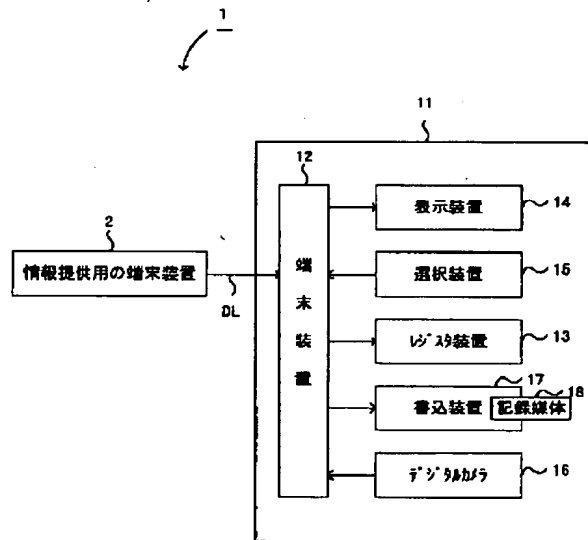 1
11
12
2
情報提供用の端末装置
DL
端末装置
表示装置
14
選択装置
15
ﾚｼﾞｽﾀ装置
13
17
書込装置
記録媒体
18
ﾃﾞｼﾞﾀﾙｶﾒﾗ
16